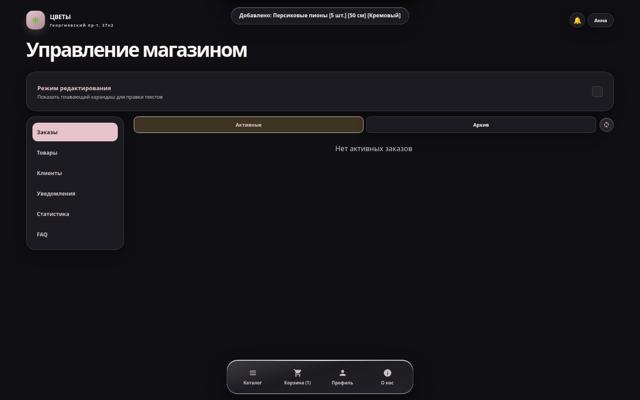 ЦВЕТЫ
Георгиевский пр-т, 37к2
Добавлено: Персиковые пионы [5 шт.] [50 см] [Кремовый]
Анна
Управление магазином
Режим редактирования
Показать плавающий карандаш для правки текстов
Заказы
Товары
Клиенты
Уведомления
Статистика
FAQ
Активные
Архив
Нет активных заказов
Каталог
Корзина (1)
Профиль
О нас